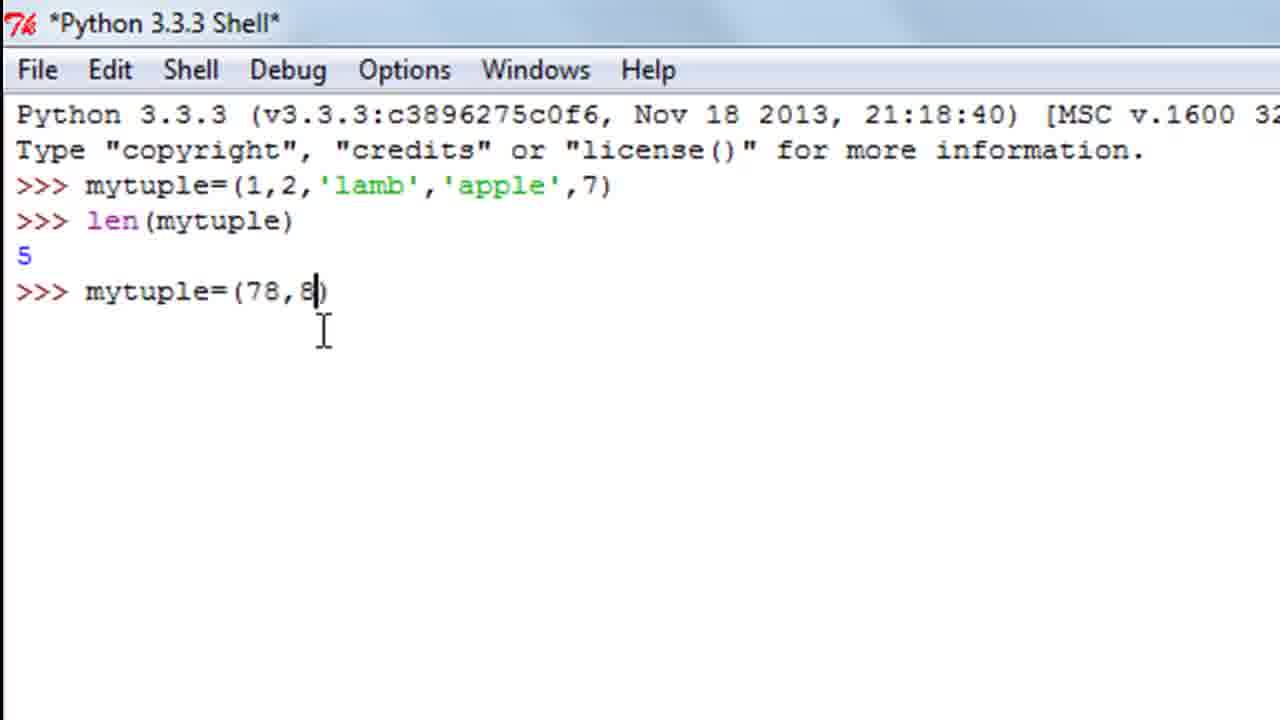 *Python 3.3.3 Shell*
File Edit Shell Debug Options Windows Help
Python 3.3.3 (v3.3.3:c3896275c0f6, Nov 18 2013, 21:18:40) [MSC v.1600 32
Type "copyright", "credits" or "license()" for more information.
>>> mytuple=(1,2,'lamb','apple',7)
>>> len(mytuple)
5
>>> mytuple=(78,8)